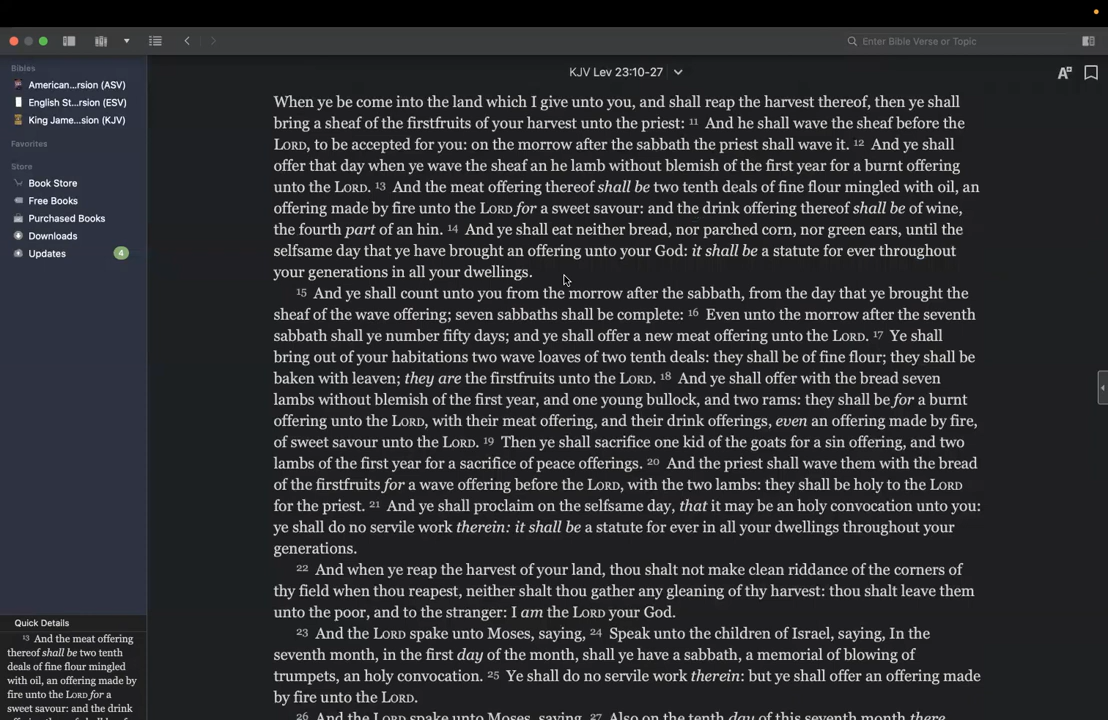 Enter Bible Verse or Topic
Bibles
American...rsion (ASV)
English St...rsion (ESV)
King Jame...sion (KJV)
Favorites
Store
Book Store
Free Books
Purchased Books
Downloads
Updates
4
Quick Details
13 And the meat offering
thereof shall be two tenth
deals of fine flour mingled
with oil, an offering made by
fire unto the LORD for a
sweet savour: and the drink
KJV Lev 23:10-27
When ye be come into the land which I give unto you, and shall reap the harvest thereof, then ye shall
bring a sheaf of the firstfruits of your harvest unto the priest: 11 And he shall wave the sheaf before the
LORD, to be accepted for you: on the morrow after the sabbath the priest shall wave it. 12 And ye shall
offer that day when ye wave the sheaf an he lamb without blemish of the first year for a burnt offering
unto the LORD. 13 And the meat offering thereof shall be two tenth deals of fine flour mingled with oil, an
offering made by fire unto the LORD for a sweet savour: and the drink offering thereof shall be of wine,
the fourth part of an hin. 14 And ye shall eat neither bread, nor parched corn, nor green ears, until the
selfsame day that ye have brought an offering unto your God: it shall be a statute for ever throughout
your generations in all your dwellings.
15 And ye shall count unto you from the morrow after the sabbath, from the day that ye brought the
sheaf of the wave offering; seven sabbaths shall be complete: 16 Even unto the morrow after the seventh
sabbath shall ye number fifty days; and ye shall offer a new meat offering unto the LORD. 17 Ye shall
bring out of your habitations two wave loaves of two tenth deals: they shall be of fine flour; they shall be
baken with leaven; they are the firstfruits unto the LORD. 18 And ye shall offer with the bread seven
lambs without blemish of the first year, and one young bullock, and two rams: they shall be for a burnt
offering unto the LORD, with their meat offering, and their drink offerings, even an offering made by fire,
of sweet savour unto the LORD. 19 Then ye shall sacrifice one kid of the goats for a sin offering, and two
lambs of the first year for a sacrifice of peace offerings. 20 And the priest shall wave them with the bread
of the firstfruits for a wave offering before the LORD, with the two lambs: they shall be holy to the LORD
for the priest. 21 And ye shall proclaim on the selfsame day, that it may be an holy convocation unto you:
ye shall do no servile work therein: it shall be a statute for ever in all your dwellings throughout your
generations.
22 And when ye reap the harvest of your land, thou shalt not make clean riddance of the corners of
thy field when thou reapest, neither shalt thou gather any gleaning of thy harvest: thou shalt leave them
unto the poor, and to the stranger: I am the LORD your God.
23 And the LORD spake unto Moses, saying, 24 Speak unto the children of Israel, saying, In the
seventh month, in the first day of the month, shall ye have a sabbath, a memorial of blowing of
trumpets, an holy convocation. 25 Ye shall do no servile work therein: but ye shall offer an offering made
by fire unto the LORD.
26 And the LORD spake unto Moses, saying, 27 Also on the tenth day of this seventh month there